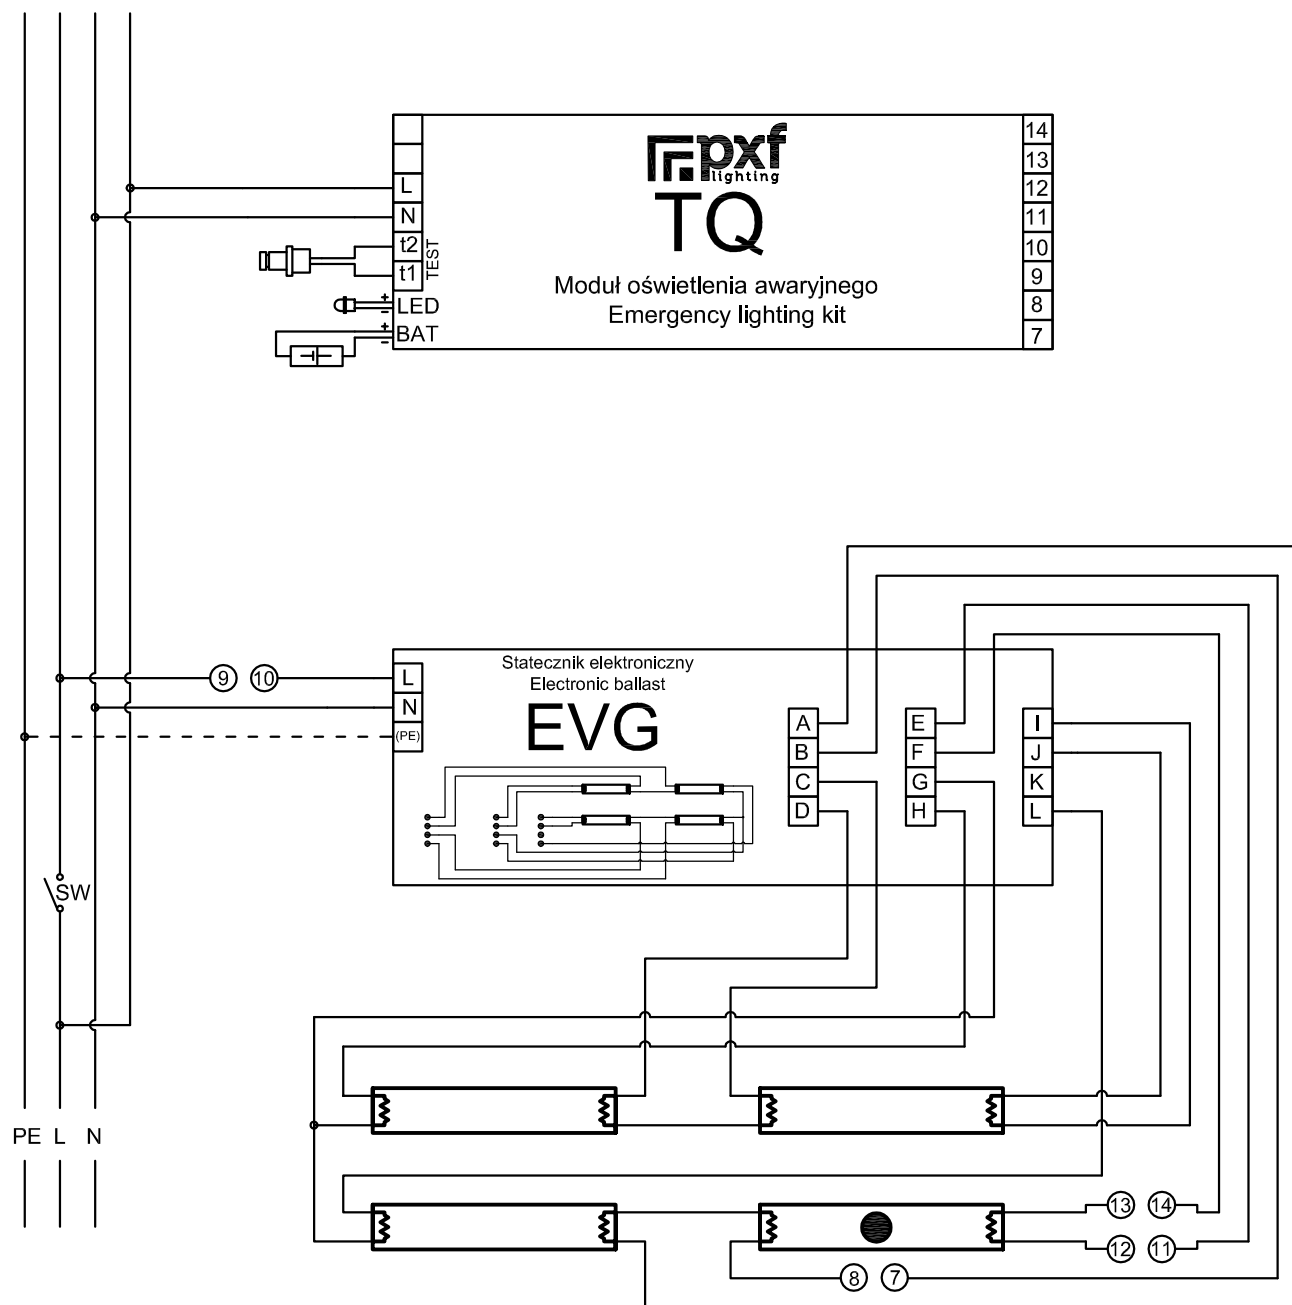 pxf
lighting
TQ
Moduł oświetlenia awaryjnego
Emergency lighting kit
L
N
t2
t1
TEST
+
-
LED
+
-
BAT
14
13
12
11
10
9
8
7
Statecznik elektroniczny
Electronic ballast
EVG
9 10
L
N
(PE)
A
B
C
D
E
F
G
H
I
J
K
L
SW
PE L N
13 14
12 11
8 7